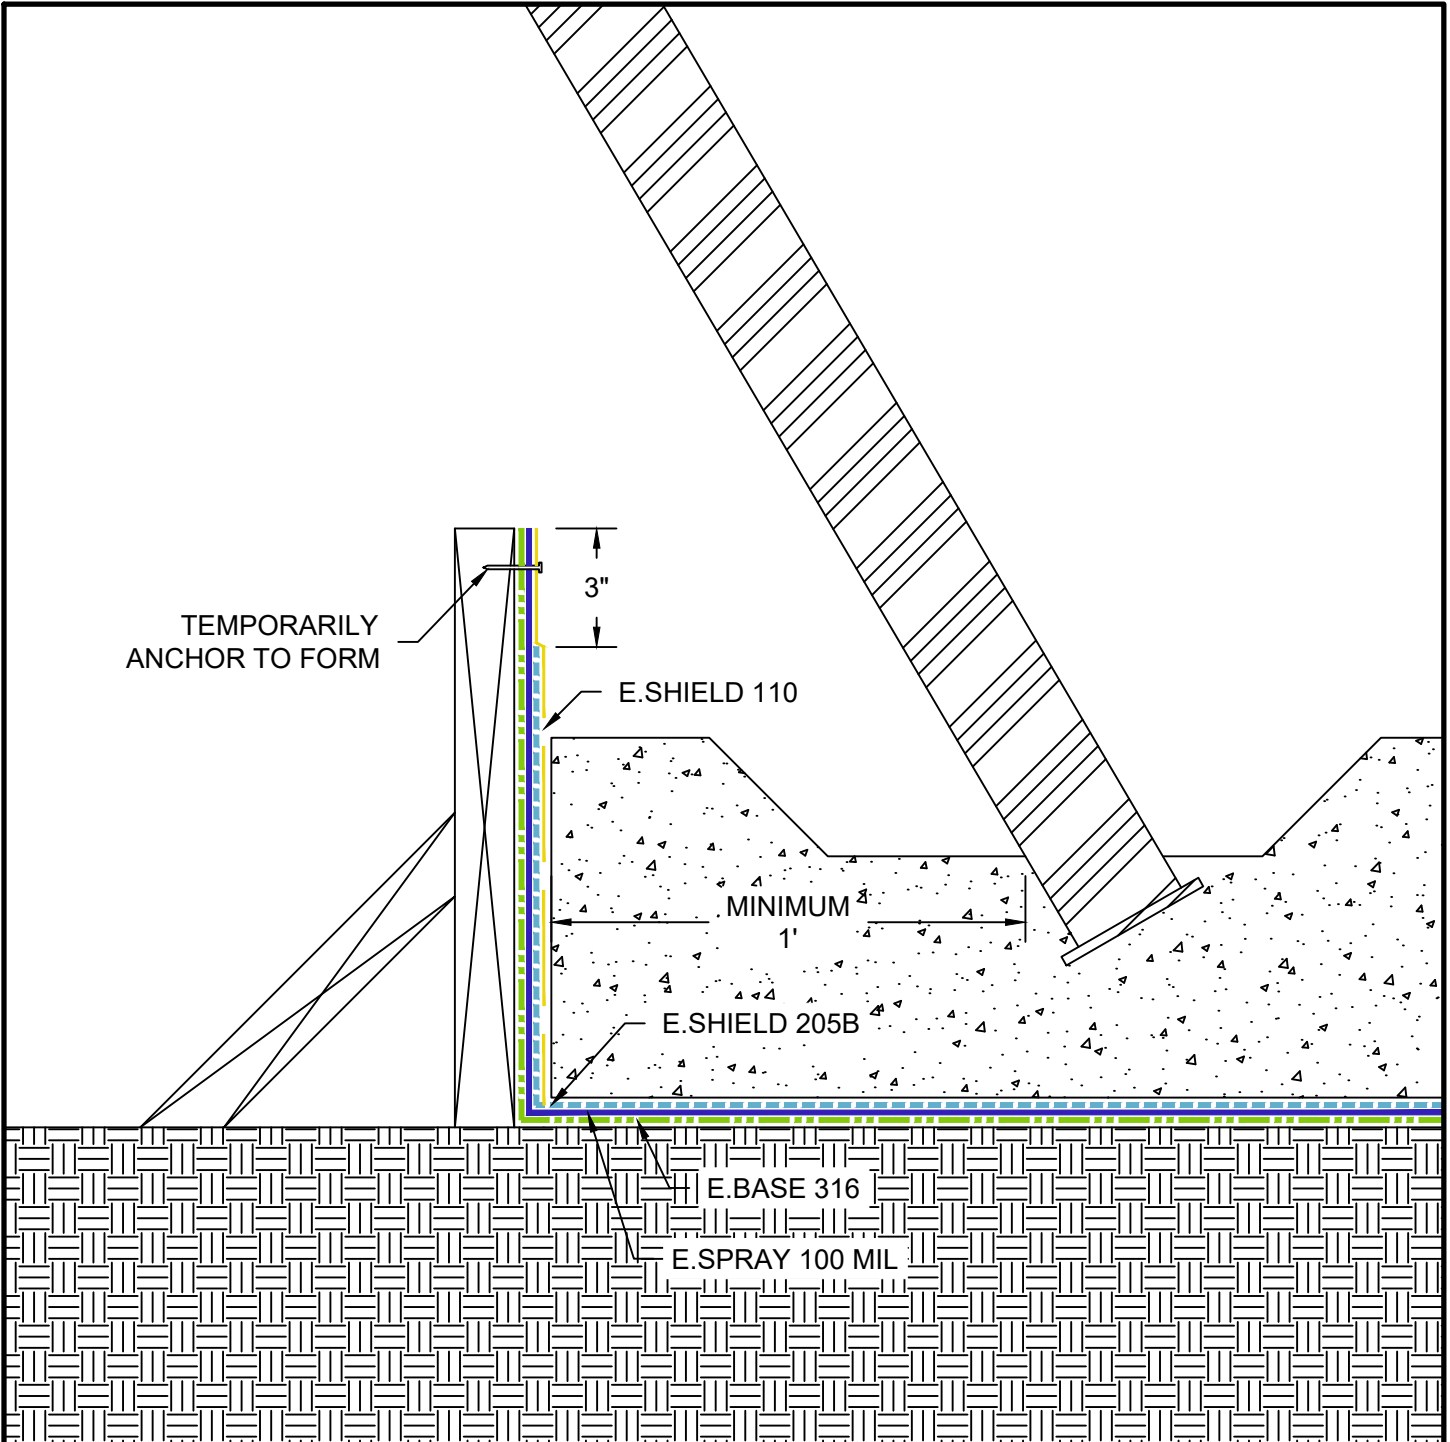 3"
TEMPORARILY
ANCHOR TO FORM
E.SHIELD 110
MINIMUM
1'
E.SHIELD 205B
E.BASE 316
E.SPRAY 100 MIL